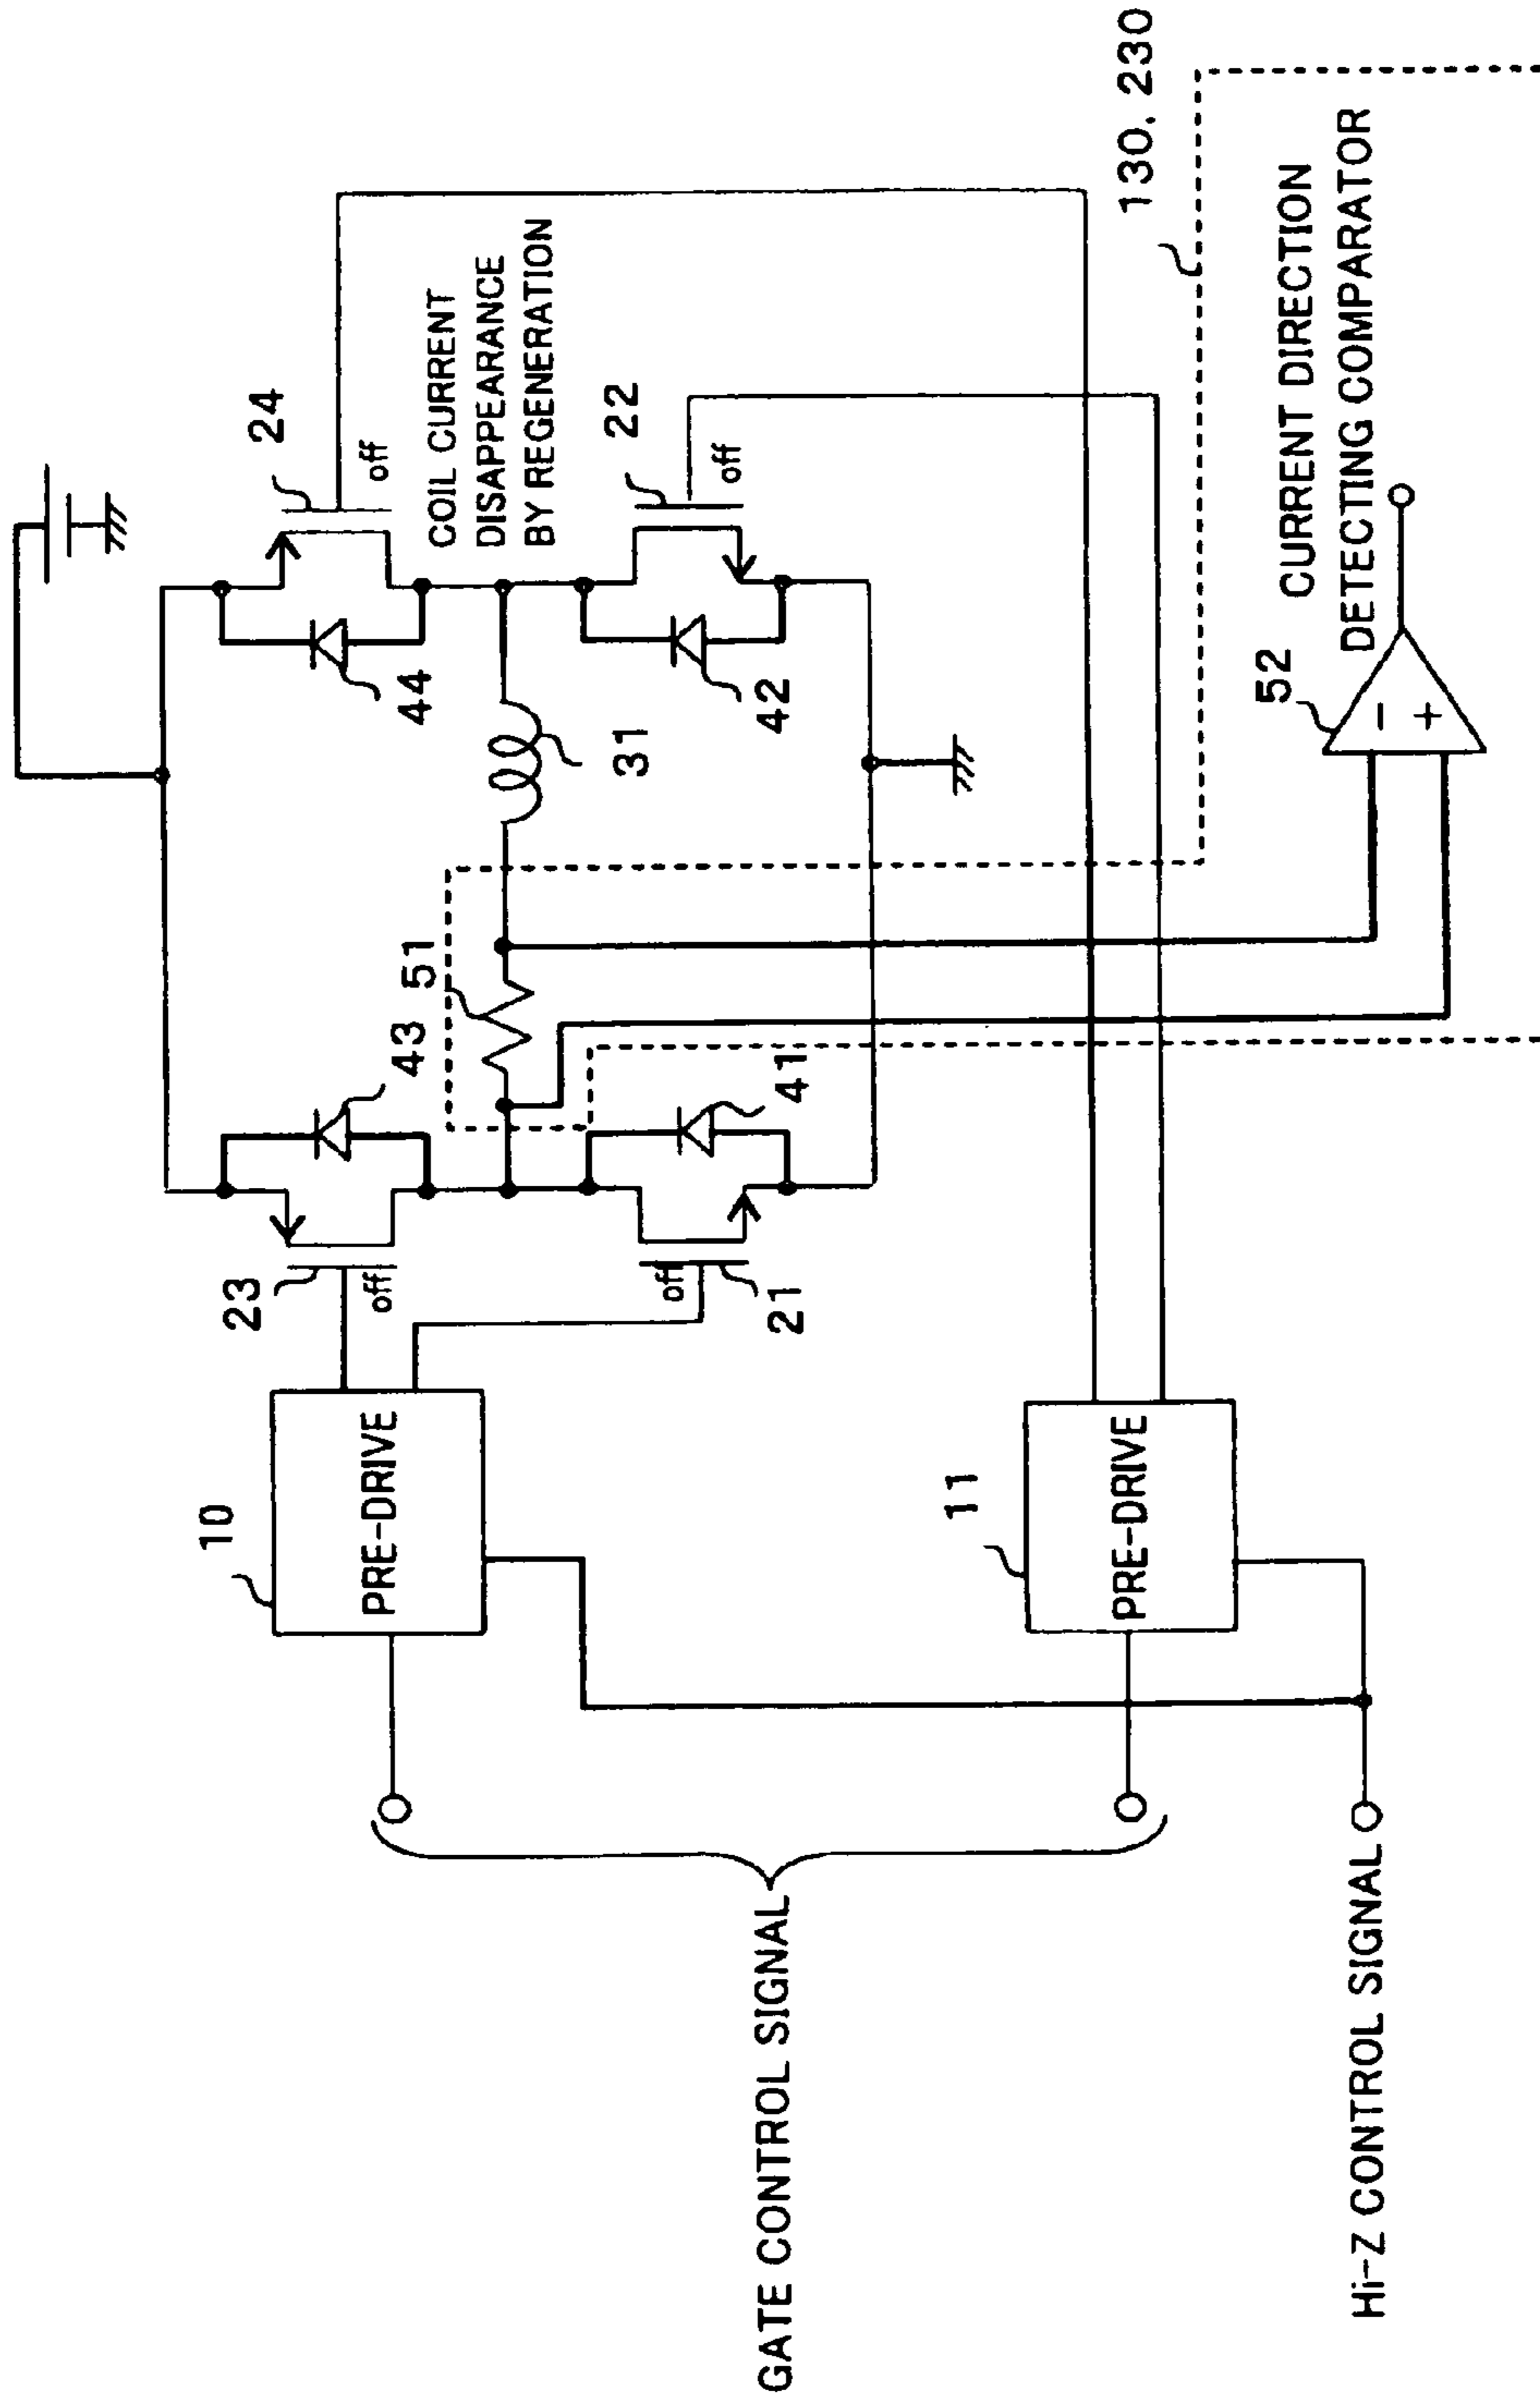 24
off
COIL CURRENT
DISAPPEARANCE
BY REGENERATION
44
22
off
42
31
130, 230
43
51
23
off
41
off
21
10
PRE-DRIVE
11
PRE-DRIVE
52
-
+
CURRENT DIRECTION
DETECTING COMPARATOR
GATE CONTROL SIGNAL
Hi-Z CONTROL SIGNAL